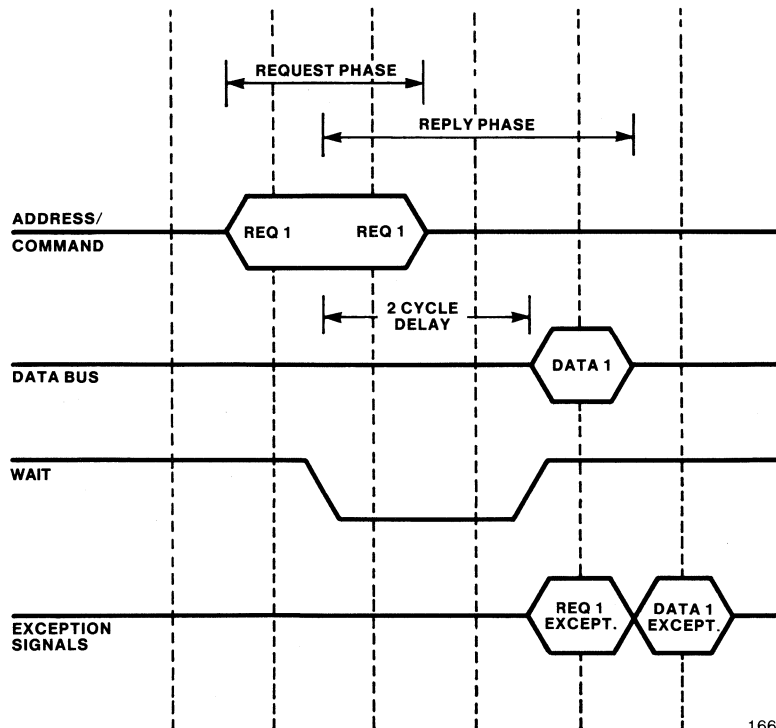 REQUEST PHASE
REPLY PHASE
ADDRESS/
COMMAND
REQ 1
REQ 1
2 CYCLE
DELAY
DATA BUS
DATA 1
WAIT
REQ 1
EXCEPT.
DATA 1
EXCEPT.
EXCEPTION
SIGNALS
166